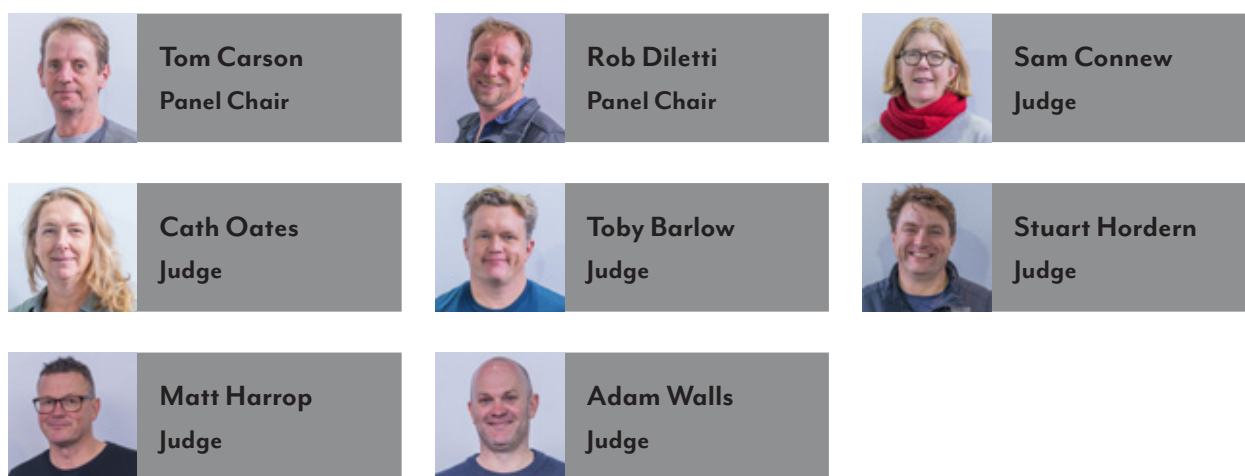 Tom Carson
Panel Chair
Rob Diletti
Panel Chair
Sam Connew
Judge
Cath Oates
Judge
Toby Barlow
Judge
Stuart Hordern
Judge
Matt Harrop
Judge
Adam Walls
Judge